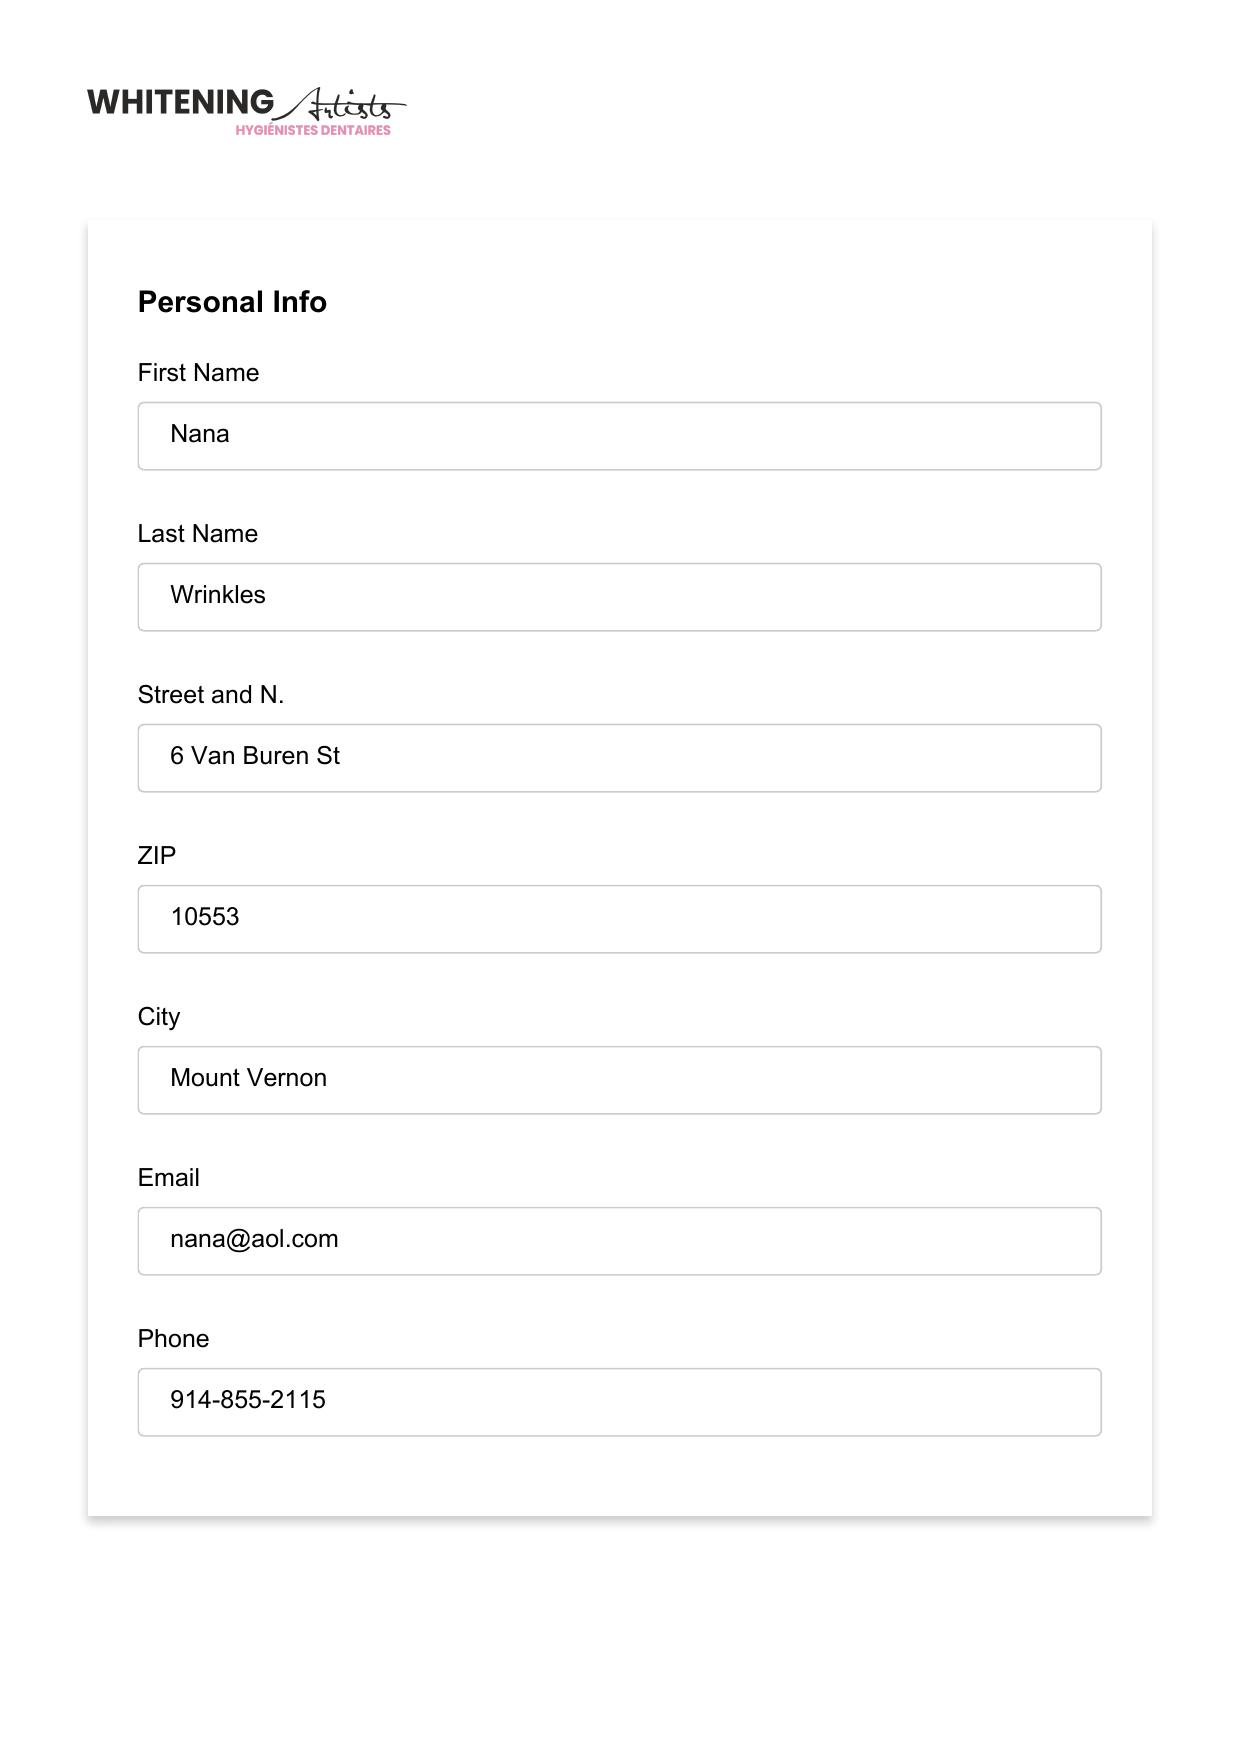 WHITENING Artists
HYGIÉNISTES DENTAIRES
Personal Info
First Name
Nana
Last Name
Wrinkles
Street and N.
6 Van Buren St
ZIP
10553
City
Mount Vernon
Email
nana@aol.com
Phone
914-855-2115